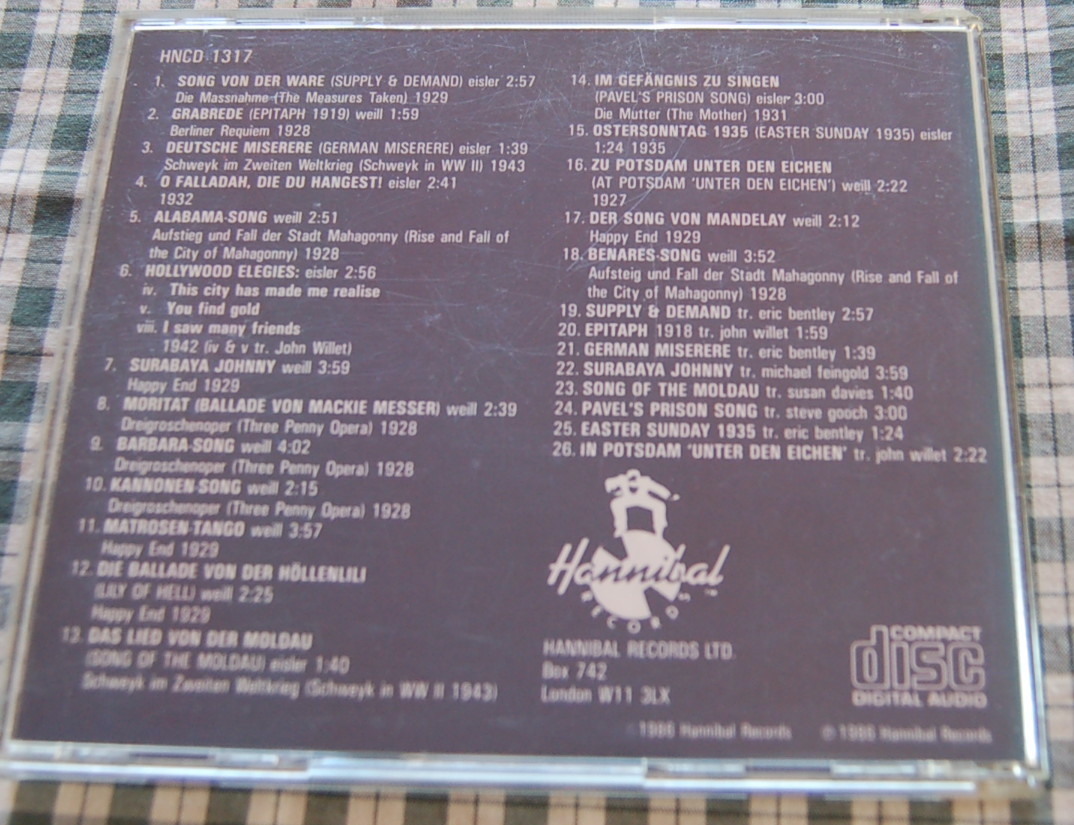 HNCD 1317
1. SONG VON DER WARE (SUPPLY & DEMAND) eisler 2:57
Die Massnahme (The Measures Taken) 1929
2. GRABREDE (EPITAPH 1919) weill 1:59
Berliner Requiem 1928
3. DEUTSCHE MISERERE (GERMAN MISERERE) eisler 1:39
Schweyk im Zweiten Weltkrieg (Schweyk in WW II) 1943
4. O FALLADAH, DIE DU HANGEST! eisler 2:41
1932
5. ALABAMA-SONG weill 2:51
Aufstieg und Fall der Stadt Mahagonny (Rise and Fall of
the City of Mahagonny) 1928
6. HOLLYWOOD ELEGIES: eisler 2:56
iv. This city has made me realise
v. You find gold
viii. I saw many friends
1942 (iv & v tr. John Willet)
7. SURABAYA JOHNNY weill 3:59
Happy End 1929
8. MORITAT (BALLADE VON MACKIE MESSER) weill 2:39
Dreigroschenoper (Three Penny Opera) 1928
9. BARBARA-SONG weill 4:02
Dreigroschenoper (Three Penny Opera) 1928
10. KANNONEN-SONG weill 2:15
Dreigroschenoper (Three Penny Opera) 1928
11. MATROSEN-TANGO weill 3:57
Happy End 1929
12. DIE BALLADE VON DER HÖLLENLILI
(LILY OF HELL) weill 2:25
Happy End 1929
13. DAS LIED VON DER MOLDAU
(SONG OF THE MOLDAU) eisler 1:40
Schweyk im Zweiten Weltkrieg (Schweyk in WW II 1943)
14. IM GEFÄNGNIS ZU SINGEN
(PAVEL'S PRISON SONG) eisler 3:00
Die Mutter (The Mother) 1931
15. OSTERSONNTAG 1935 (EASTER SUNDAY 1935) eisler
1:24 1935
16. ZU POTSDAM UNTER DEN EICHEN
(AT POTSDAM 'UNTER DEN EICHEN') weill 2:22
1927
17. DER SONG VON MANDELAY weill 2:12
Happy End 1929
18. BENARES-SONG weill 3:52
Aufsteig und Fall der Stadt Mahagonny (Rise and Fall of
the City of Mahagonny) 1928
19. SUPPLY & DEMAND tr. eric bentley 2:57
20. EPITAPH 1918 tr. john willet 1:59
21. GERMAN MISERERE tr. eric bentley 1:39
22. SURABAYA JOHNNY tr. michael feingold 3:59
23. SONG OF THE MOLDAU tr. susan davies 1:40
24. PAVEL'S PRISON SONG tr. steve gooch 3:00
25. EASTER SUNDAY 1935 tr. eric bentley 1:24
26. IN POTSDAM 'UNTER DEN EICHEN' tr. john willet 2:22
Hannibal
RECORDS
TM
HANNIBAL RECORDS LTD.
Box 742
London W11 3LX
COMPACT
disc
DIGITAL AUDIO
1986 Hannibal Records © 1986 Hannibal Records